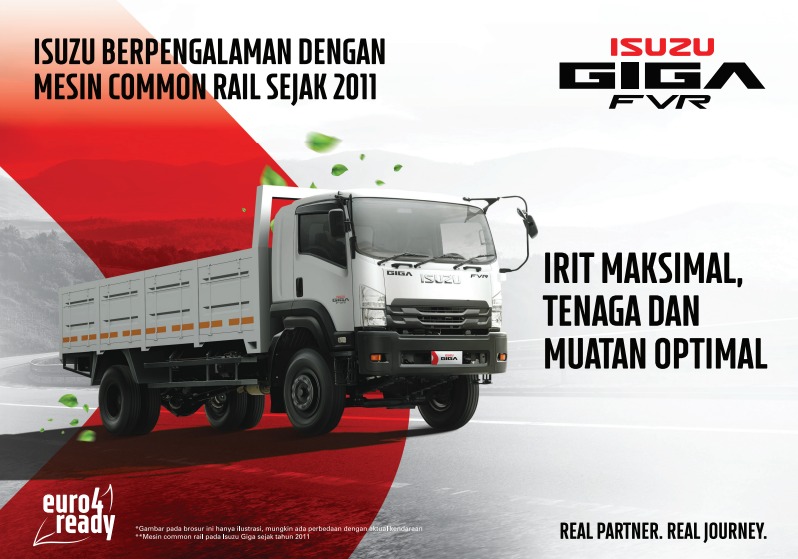 ISUZU BERPENGALAMAN DENGAN
MESIN COMMON RAIL SEJAK 2011
ISUZU
GIGA
FVR
GIGA ISUZU FVR
GIGA
GIGA
IRIT MAKSIMAL,
TENAGA DAN
MUATAN OPTIMAL
euro4
ready
*Gambar pada brosur ini hanya ilustrasi, mungkin ada perbedaan dengan aktual kendaraan
**Mesin common rail pada Isuzu Giga sejak tahun 2011
REAL PARTNER. REAL JOURNEY.